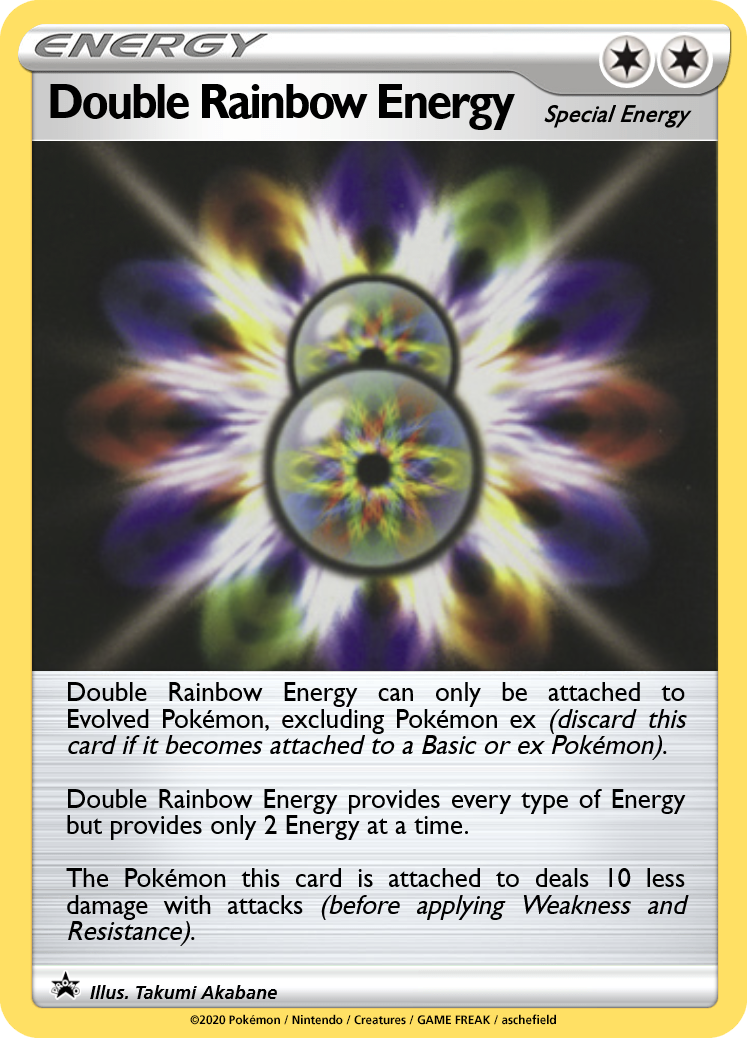 ENERGY
Double Rainbow Energy
Special Energy
Double Rainbow Energy can only be attached to
Evolved Pokémon, excluding Pokémon ex (discard this
card if it becomes attached to a Basic or ex Pokémon).
Double Rainbow Energy provides every type of Energy
but provides only 2 Energy at a time.
The Pokémon this card is attached to deals 10 less
damage with attacks (before applying Weakness and
Resistance).
PROMO
Illus. Takumi Akabane
©2020 Pokémon / Nintendo / Creatures / GAME FREAK / aschefield